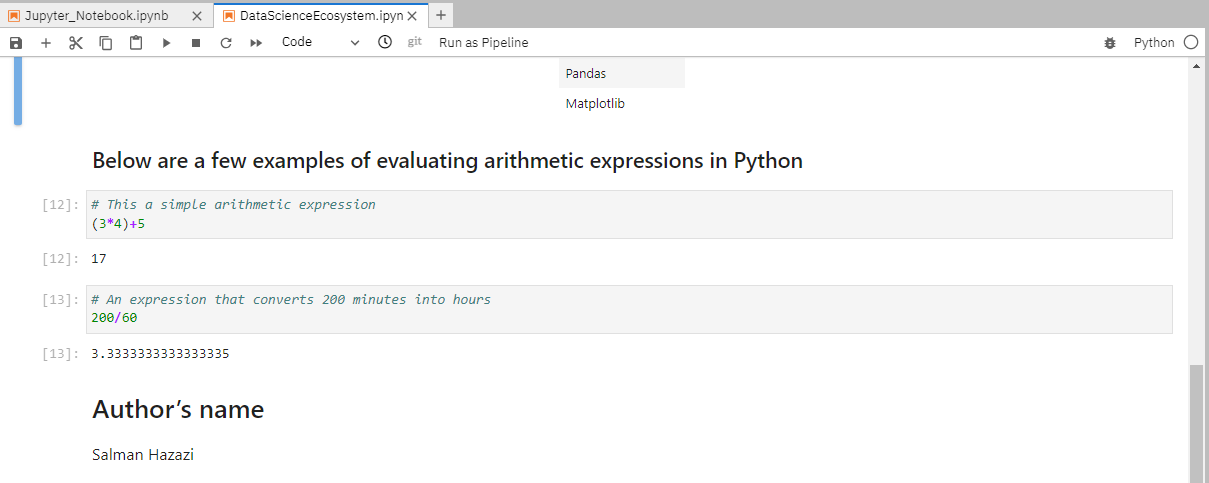 Jupyter_Notebook.ipynb
DataScienceEcosystem.ipyn
Code
git
Run as Pipeline
Python
Pandas
Matplotlib
Below are a few examples of evaluating arithmetic expressions in Python
[12]: # This a simple arithmetic expression
(3*4)+5
[12]: 17
[13]: # An expression that converts 200 minutes into hours
200/60
[13]: 3.3333333333333335
Author’s name
Salman Hazazi